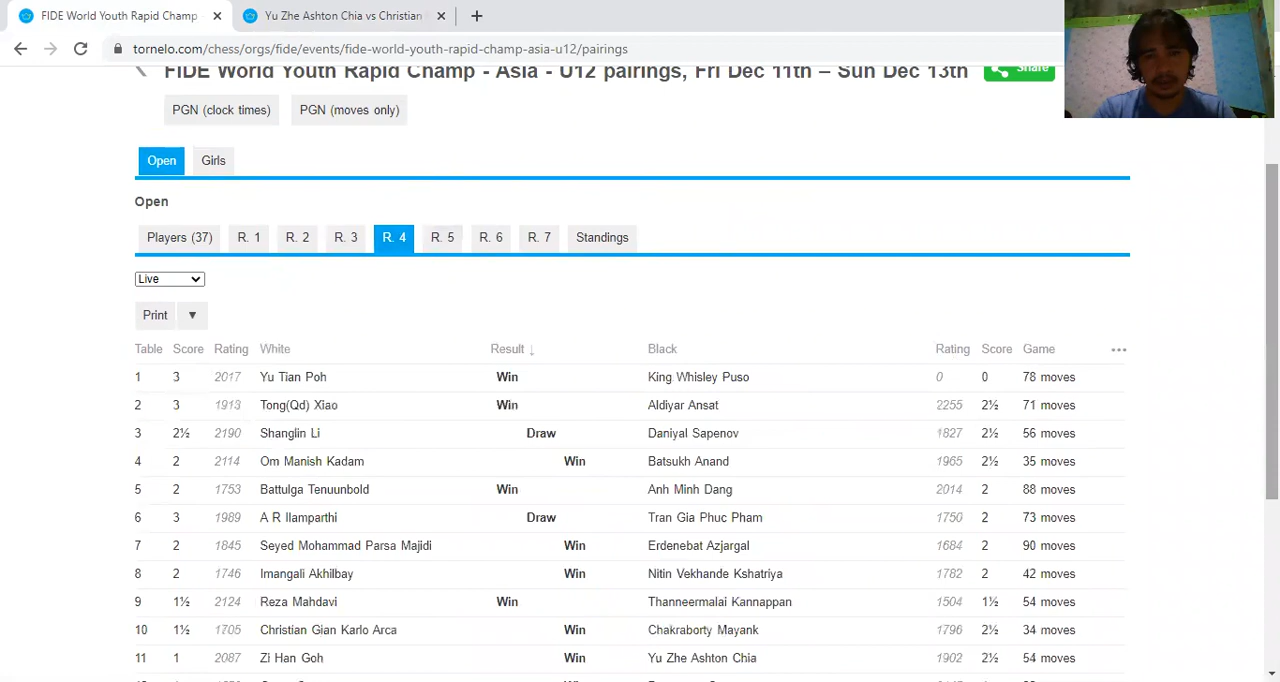 FIDE World Youth Rapid Champ
Yu Zhe Ashton Chia vs Christian
tornelo.com/chess/orgs/fide/events/fide-world-youth-rapid-champ-asia-u12/pairings
FIDE World Youth Rapid Champ - Asia - U12 pairings, Fri Dec 11th – Sun Dec 13th
Share
PGN (clock times) PGN (moves only)
Open Girls
Open
Players (37) R. 1 R. 2 R. 3 R. 4 R. 5 R. 6 R. 7 Standings
Live
Print
Table Score Rating White Result ↓ Black Rating Score Game
1 3 2017 Yu Tian Poh Win King Whisley Puso 0 0 78 moves
2 3 1913 Tong(Qd) Xiao Win Aldiyar Ansat 2255 2½ 71 moves
3 2½ 2190 Shanglin Li Draw Daniyal Sapenov 1827 2½ 56 moves
4 2 2114 Om Manish Kadam Win Batsukh Anand 1965 2½ 35 moves
5 2 1753 Battulga Tenuunbold Win Anh Minh Dang 2014 2 88 moves
6 3 1989 A R Ilamparthi Draw Tran Gia Phuc Pham 1750 2 73 moves
7 2 1845 Seyed Mohammad Parsa Majidi Win Erdenebat Azjargal 1684 2 90 moves
8 2 1746 Imangali Akhilbay Win Nitin Vekhande Kshatriya 1782 2 42 moves
9 1½ 2124 Reza Mahdavi Win Thanneermalai Kannappan 1504 1½ 54 moves
10 1½ 1705 Christian Gian Karlo Arca Win Chakraborty Mayank 1796 2½ 34 moves
11 1 2087 Zi Han Goh Win Yu Zhe Ashton Chia 1902 2½ 54 moves